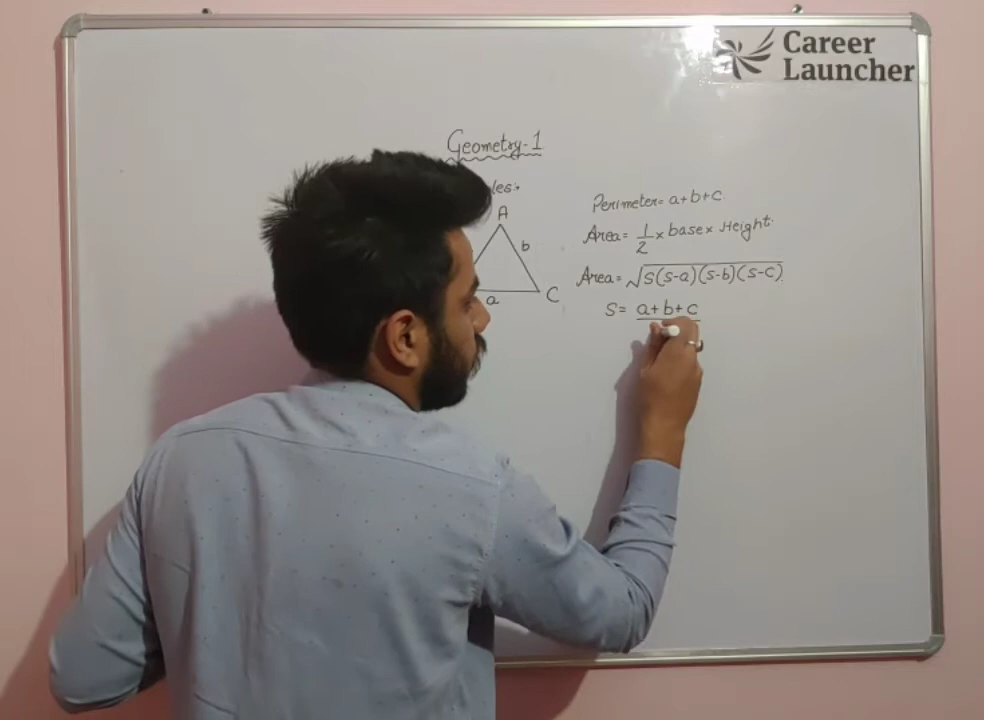 Career
Launcher
Geometry-1
les:
A
b
a
C
Perimeter= a+b+c
Area= 1/2 × base × Height
Area= √s(s-a)(s-b)(s-c)
S= a+b+c